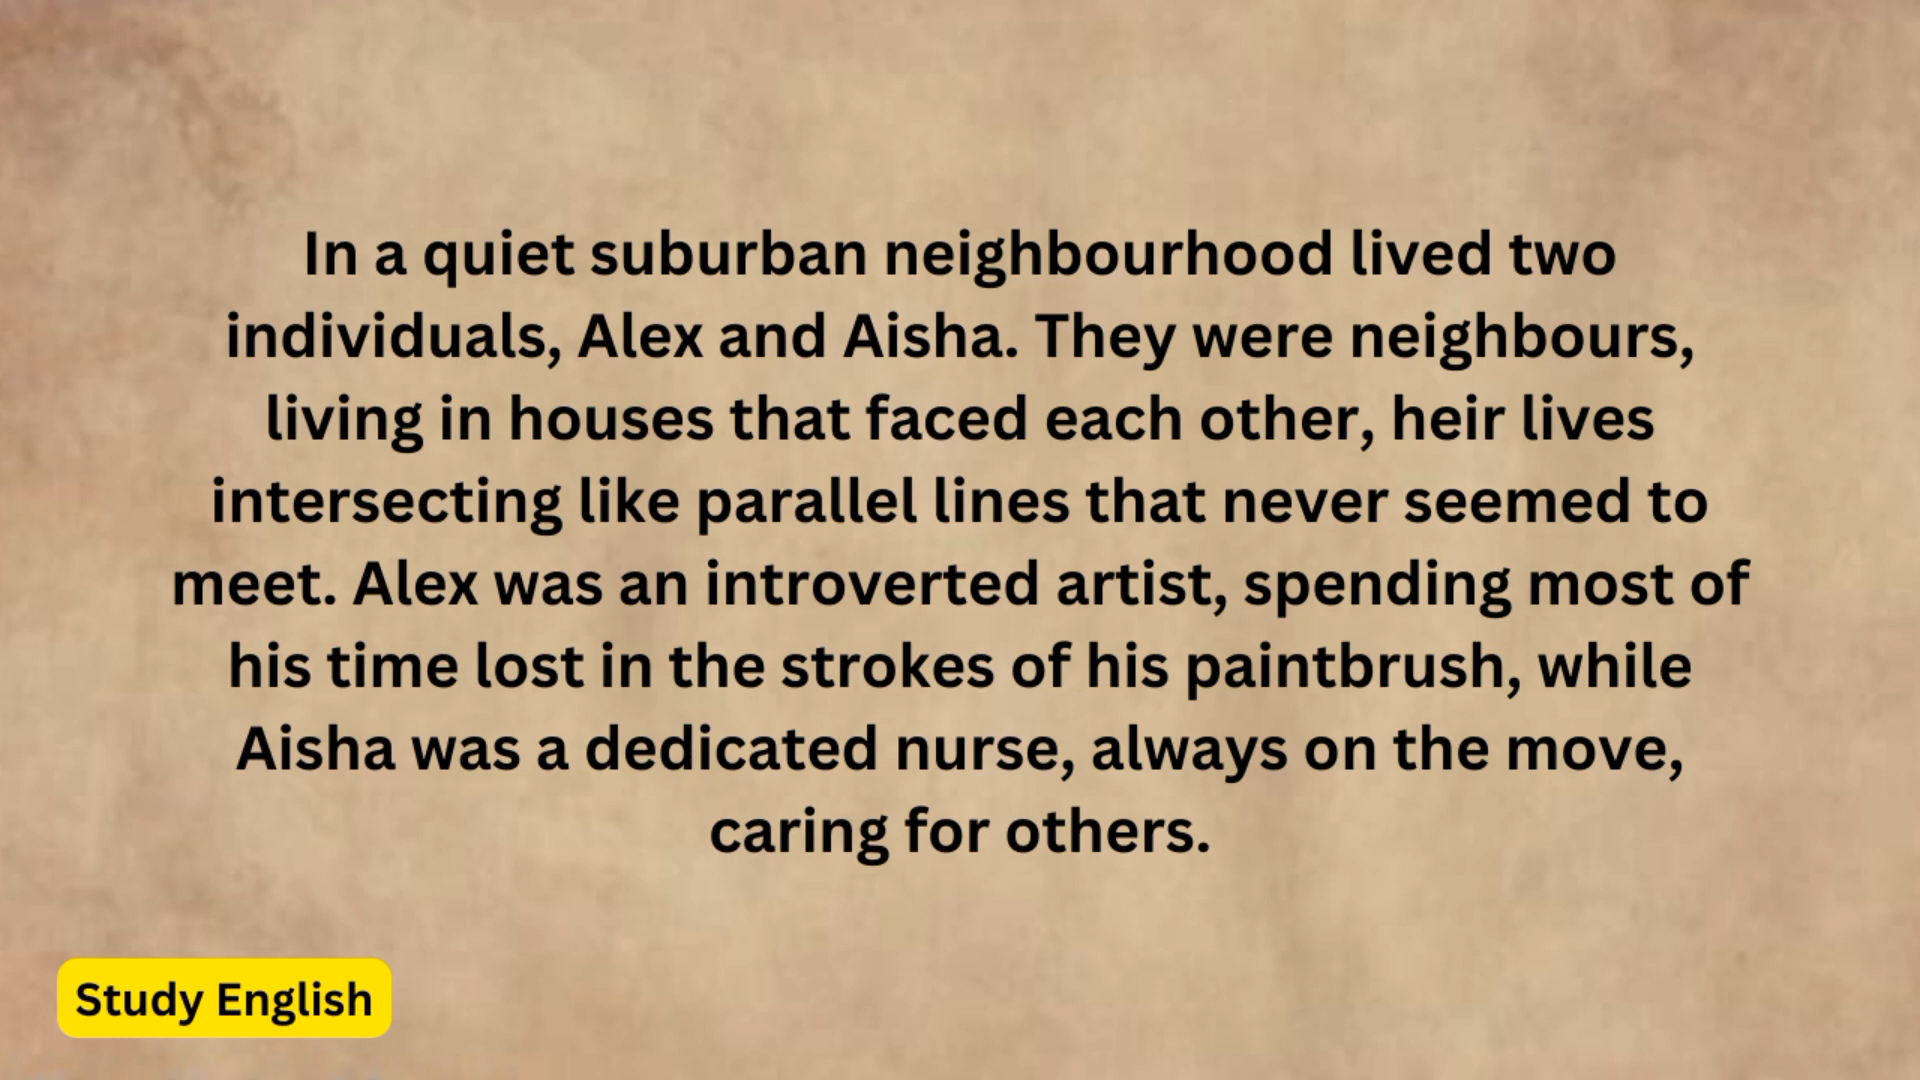 In a quiet suburban neighbourhood lived two
individuals, Alex and Aisha. They were neighbours,
living in houses that faced each other, heir lives
intersecting like parallel lines that never seemed to
meet. Alex was an introverted artist, spending most of
his time lost in the strokes of his paintbrush, while
Aisha was a dedicated nurse, always on the move,
caring for others.
Study English